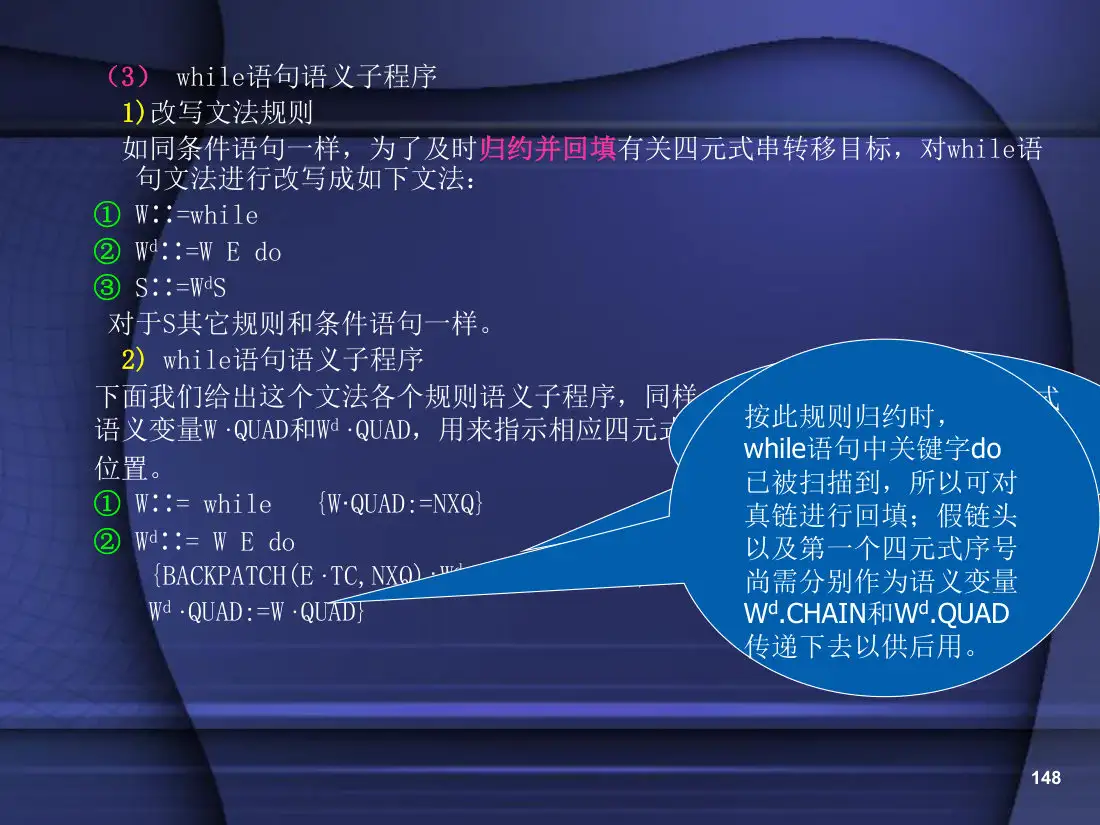 （3） while语句语义子程序
1)改写文法规则
如同条件语句一样，为了及时归约并回填有关四元式串转移目标，对while语
句文法进行改写成如下文法：
① W∷=while
② Wᵈ∷=W E do
③ S∷=WᵈS
对于S其它规则和条件语句一样。
2) while语句语义子程序
下面我们给出这个文法各个规则语义子程序，同样
语义变量W·QUAD和Wᵈ·QUAD，用来指示相应四元式
位置。
① W∷= while {W·QUAD:=NXQ}
② Wᵈ∷= W E do
{BACKPATCH(E·TC,NXQ);Wᵈ
Wᵈ·QUAD:=W·QUAD}
式
按此规则归约时，
while语句中关键字do
已被扫描到，所以可对
真链进行回填；假链头
以及第一个四元式序号
尚需分别作为语义变量
Wᵈ.CHAIN和Wᵈ.QUAD
传递下去以供后用。
148